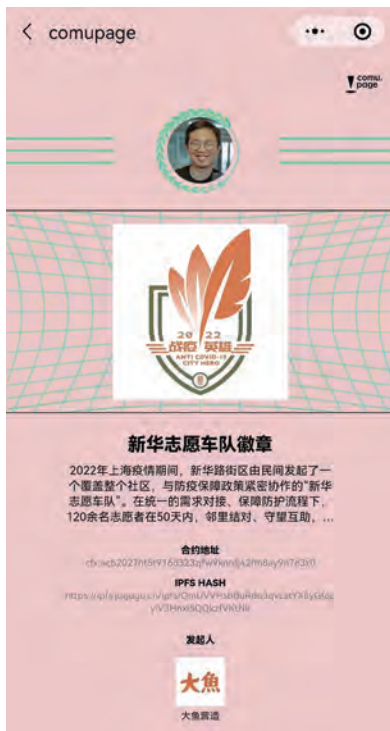 comupage
comu.
page
20 22
战疫 英雄
ANTI COVID-19
CITY HERO
新华志愿车队徽章
2022年上海疫情期间，新华路街区由民间发起了一
个覆盖整个社区，与防疫保障政策紧密协作的“新华
志愿车队”。在统一的需求对接、保障防护流程下，
120余名志愿者在50天内，邻里结对、守望互助，...
合约地址
IPFS HASH
发起人
大魚
大鱼营造